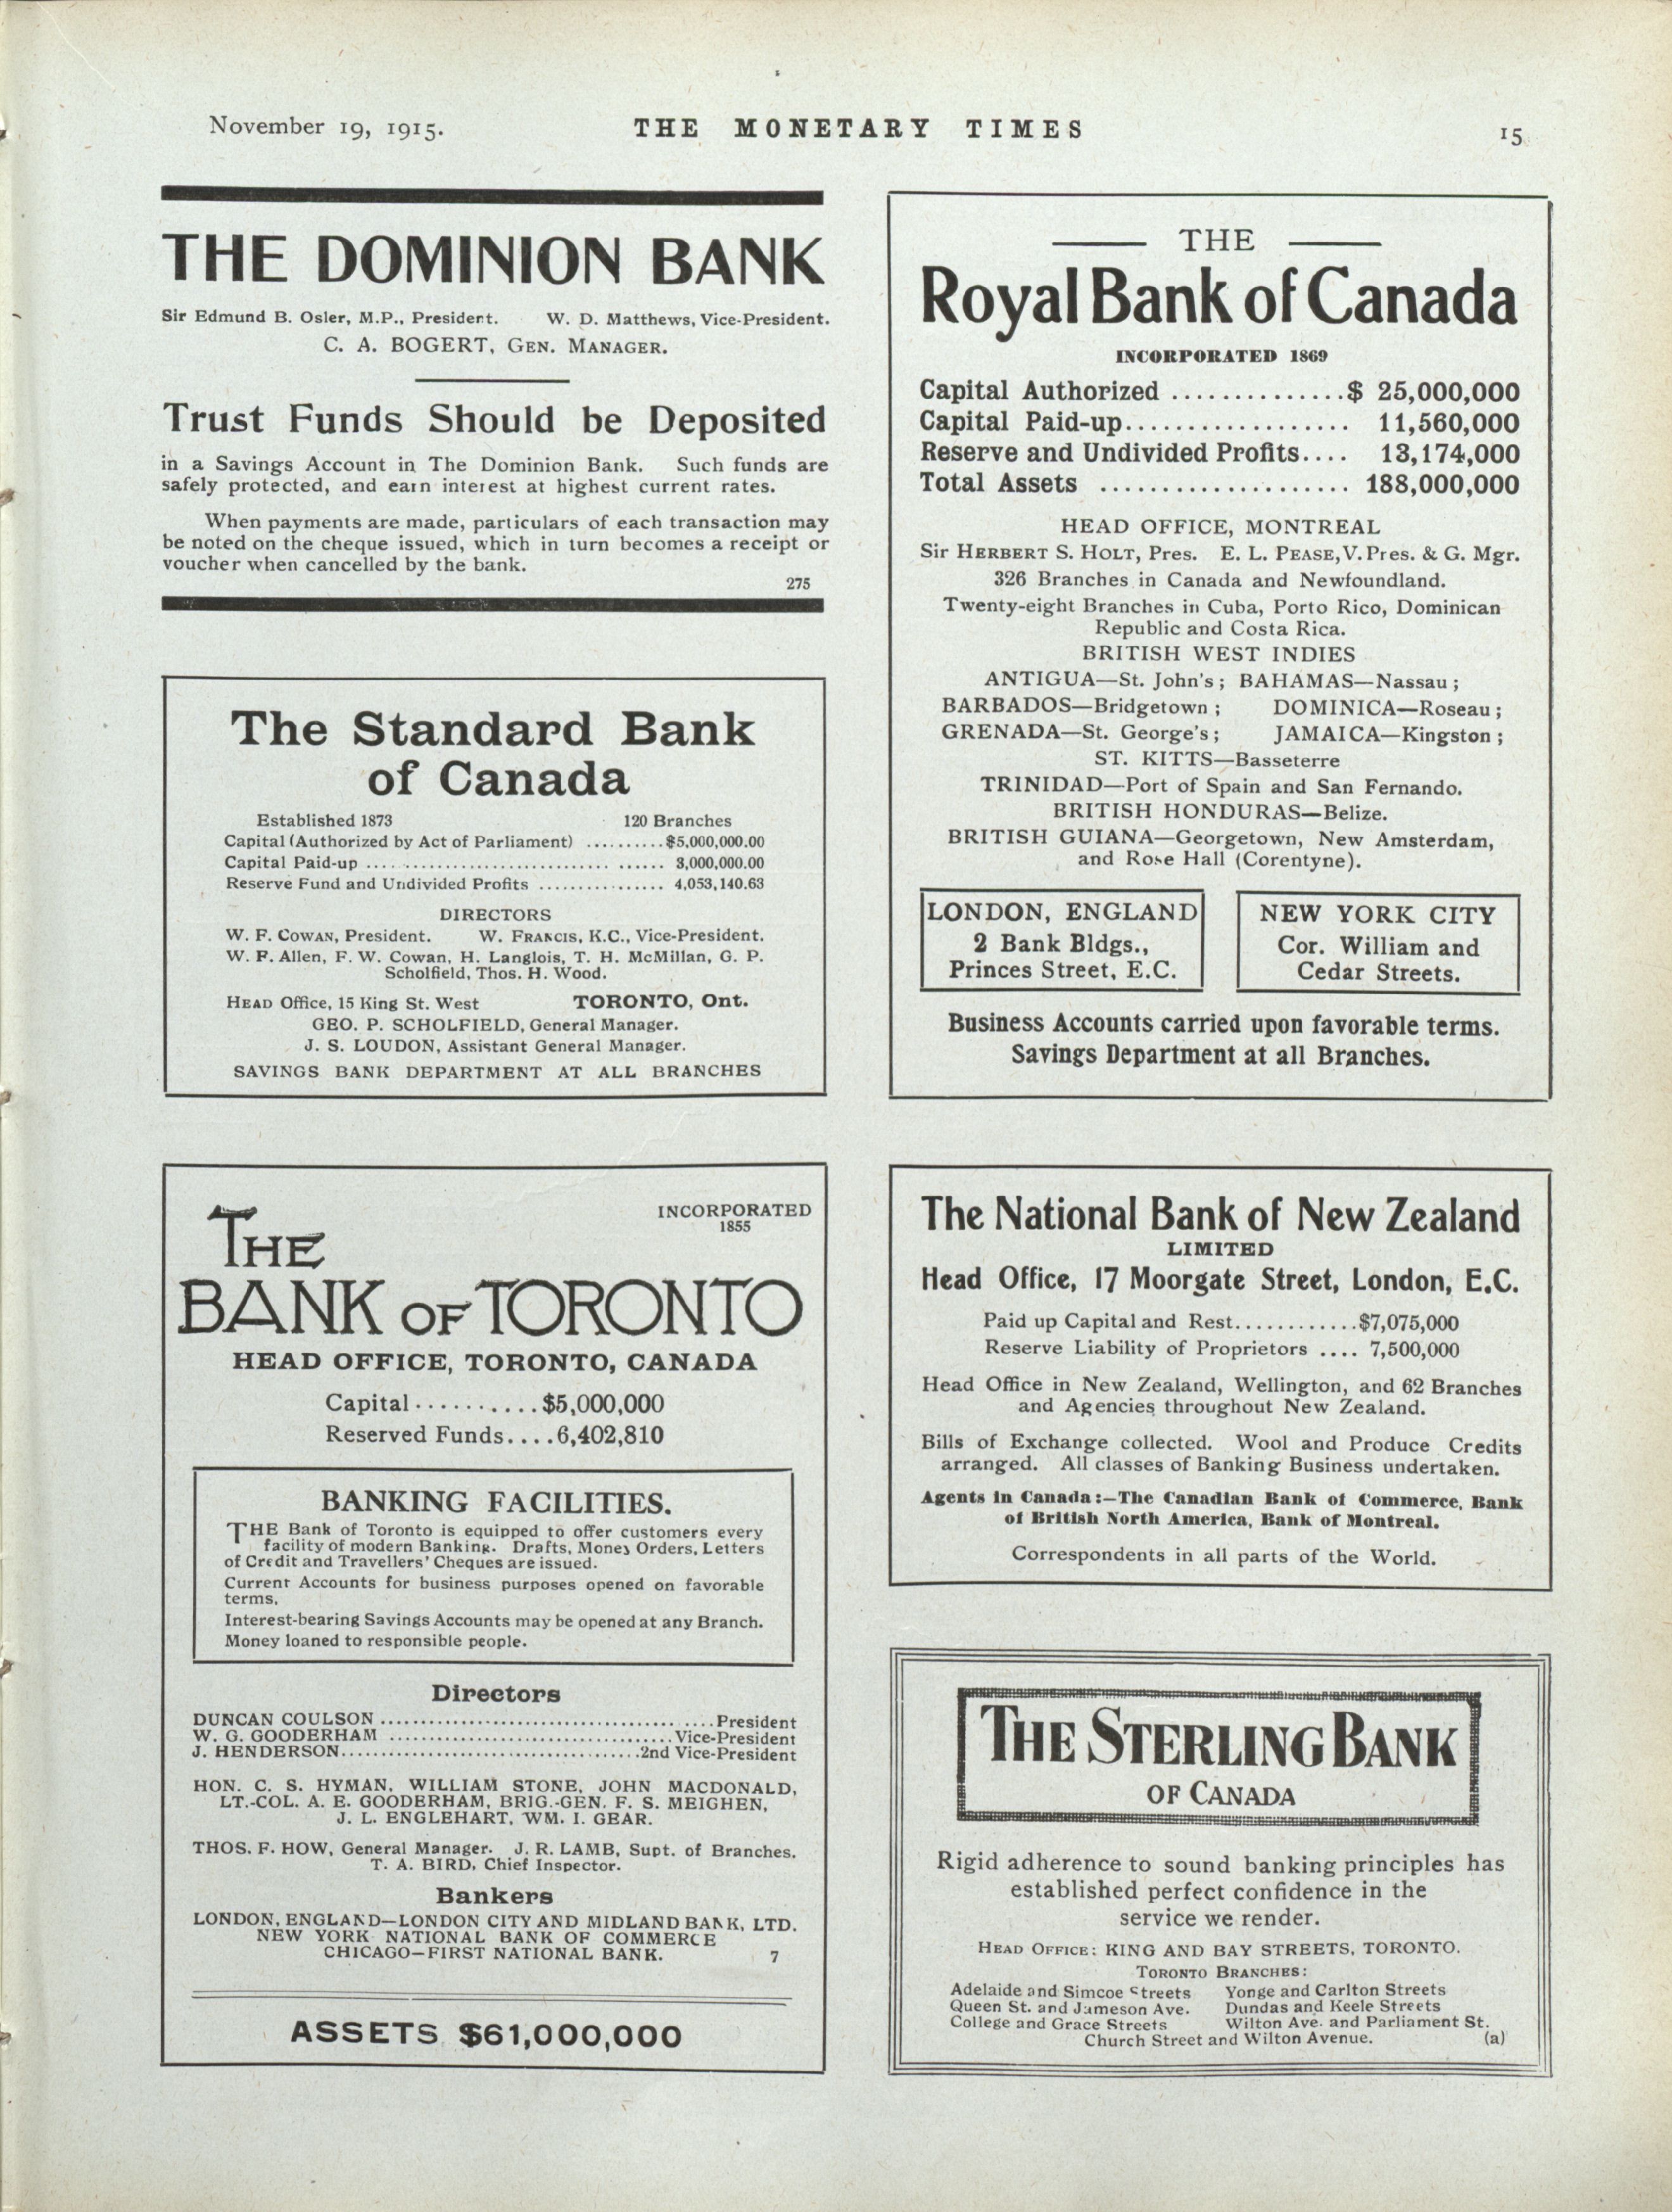 November 19, 1915.
THE MONETARY TIMES
15
THE DOMINION BANK
Sir Edmund B. Osler, M.P., President. W. D. Matthews, Vice-President.
C. A. BOGERT, GEN. MANAGER.
Trust Funds Should be Deposited
in a Savings Account in The Dominion Bank. Such funds are
safely protected, and earn interest at highest current rates.
When payments are made, particulars of each transaction may
be noted on the cheque issued, which in turn becomes a receipt or
voucher when cancelled by the bank.
275
The Standard Bank
of Canada
Established 1873 120 Branches
Capital (Authorized by Act of Parliament) ..........$5,000,000.00
Capital Paid-up ........................................ 3,000,000.00
Reserve Fund and Undivided Profits ................ 4,053,140.63
DIRECTORS
W. F. COWAN, President. W. FRANCIS, K.C., Vice-President.
W. F. Allen, F. W. Cowan, H. Langlois, T. H. McMillan, G. P.
Scholfield, Thos. H. Wood.
HEAD Office, 15 King St. West TORONTO, Ont.
GEO. P. SCHOLFIELD, General Manager.
J. S. LOUDON, Assistant General Manager.
SAVINGS BANK DEPARTMENT AT ALL BRANCHES
THE
INCORPORATED
1855
BANK OF TORONTO
HEAD OFFICE, TORONTO, CANADA
Capital ..........$5,000,000
Reserved Funds....6,402,810
BANKING FACILITIES.
THE Bank of Toronto is equipped to offer customers every
facility of modern Banking. Drafts, Money Orders, Letters
of Credit and Travellers' Cheques are issued.
Current Accounts for business purposes opened on favorable
terms.
Interest-bearing Savings Accounts may be opened at any Branch.
Money loaned to responsible people.
Directors
DUNCAN COULSON ........................................President
W. G. GOODERHAM ...................................Vice-President
J. HENDERSON....................................2nd Vice-President
HON. C. S. HYMAN, WILLIAM STONE, JOHN MACDONALD,
LT.-COL. A. E. GOODERHAM, BRIG.-GEN. F. S. MEIGHEN,
J. L. ENGLEHART, WM. I. GEAR.
THOS. F. HOW, General Manager. J. R. LAMB, Supt. of Branches.
T. A. BIRD, Chief Inspector.
Bankers
LONDON, ENGLAND—LONDON CITY AND MIDLAND BANK, LTD.
NEW YORK NATIONAL BANK OF COMMERCE
CHICAGO—FIRST NATIONAL BANK. 7
ASSETS $61,000,000
THE
Royal Bank of Canada
INCORPORATED 1869
Capital Authorized ..............$ 25,000,000
Capital Paid-up.................. 11,560,000
Reserve and Undivided Profits.... 13,174,000
Total Assets .................... 188,000,000
HEAD OFFICE, MONTREAL
Sir HERBERT S. HOLT, Pres. E. L. PEASE, V. Pres. & G. Mgr.
326 Branches in Canada and Newfoundland.
Twenty-eight Branches in Cuba, Porto Rico, Dominican
Republic and Costa Rica.
BRITISH WEST INDIES
ANTIGUA—St. John's; BAHAMAS—Nassau;
BARBADOS—Bridgetown; DOMINICA—Roseau;
GRENADA—St. George's; JAMAICA—Kingston;
ST. KITTS—Basseterre
TRINIDAD—Port of Spain and San Fernando.
BRITISH HONDURAS—Belize.
BRITISH GUIANA—Georgetown, New Amsterdam,
and Rose Hall (Corentyne).
LONDON, ENGLAND
2 Bank Bldgs.,
Princes Street, E.C.
NEW YORK CITY
Cor. William and
Cedar Streets.
Business Accounts carried upon favorable terms.
Savings Department at all Branches.
The National Bank of New Zealand
LIMITED
Head Office, 17 Moorgate Street, London, E.C.
Paid up Capital and Rest............$7,075,000
Reserve Liability of Proprietors .... 7,500,000
Head Office in New Zealand, Wellington, and 62 Branches
and Agencies throughout New Zealand.
Bills of Exchange collected. Wool and Produce Credits
arranged. All classes of Banking Business undertaken.
Agents in Canada:—The Canadian Bank of Commerce, Bank
of British North America, Bank of Montreal.
Correspondents in all parts of the World.
THE STERLING BANK
OF CANADA
Rigid adherence to sound banking principles has
established perfect confidence in the
service we render.
HEAD OFFICE: KING AND BAY STREETS, TORONTO.
TORONTO BRANCHES:
Adelaide and Simcoe Streets Yonge and Carlton Streets
Queen St. and Jameson Ave. Dundas and Keele Streets
College and Grace Streets Wilton Ave. and Parliament St.
Church Street and Wilton Avenue. (a)